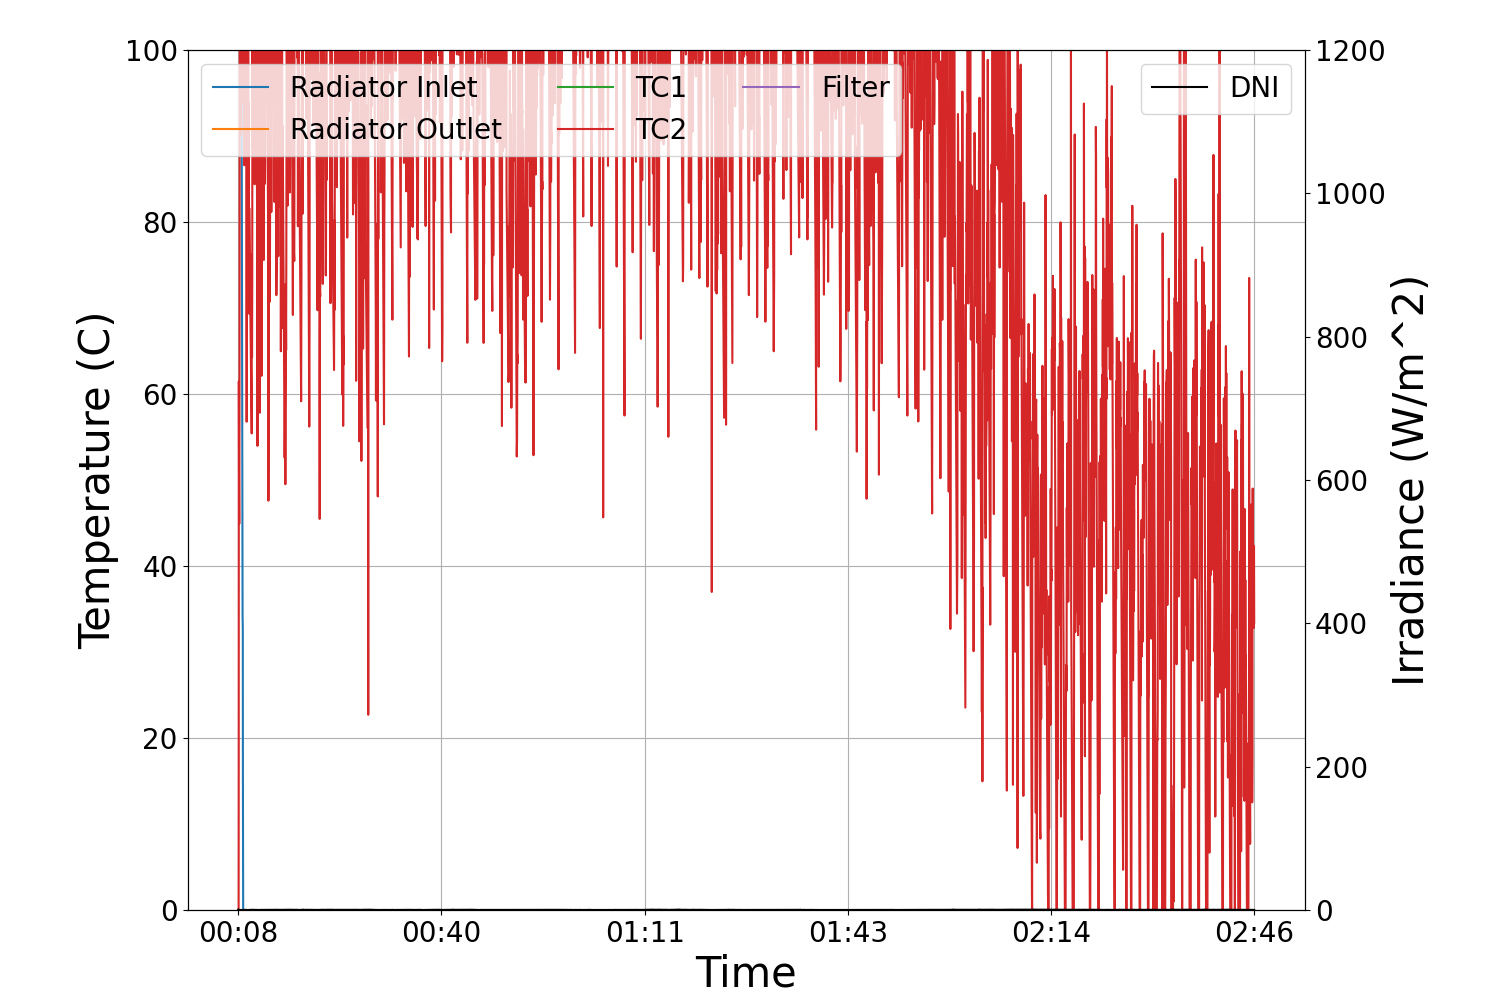 Radiator Inlet
Radiator Outlet
TC1
TC2
Filter
DNI
Temperature (C)
100
80
60
40
20
0
1200
1000
800
600
400
200
0
Irradiance (W/m^2)
00:08 00:40 01:11 01:43 02:14 02:46
Time